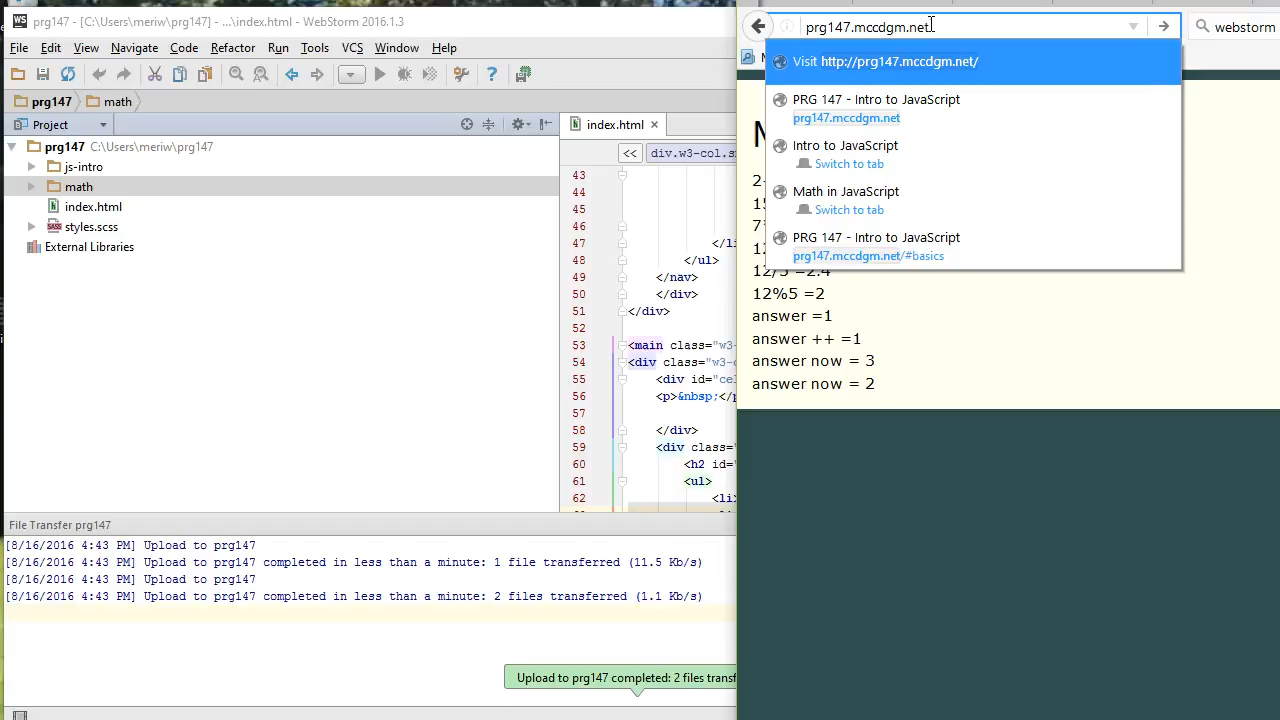 WS prg147 - [C:\Users\meriw\prg147] - ...\index.html - WebStorm 2016.1.3
File Edit View Navigate Code Refactor Run Tools VCS Window Help
prg147 math
Project
index.html
prg147 C:\Users\meriw\prg147
js-intro
math
index.html
styles.scss
External Libraries
<< div.w3-col.s
43
44
45
46
47 </li
48 </ul>
49 </nav>
50 </div>
51 </div>
52
53 <main class="w3-
54 <div class="w3-c
55 <div id="cel
56 <p>&nbsp;</p
57
58 </div>
59 <div class="
60 <h2 id="
61 <ul>
62 <li>
File Transfer prg147
[8/16/2016 4:43 PM] Upload to prg147
[8/16/2016 4:43 PM] Upload to prg147 completed in less than a minute: 1 file transferred (11.5 Kb/s)
[8/16/2016 4:43 PM] Upload to prg147
[8/16/2016 4:43 PM] Upload to prg147 completed in less than a minute: 2 files transferred (1.1 Kb/s)
Upload to prg147 completed: 2 files transf
prg147.mccdgm.net
webstorm
Visit http://prg147.mccdgm.net/
PRG 147 - Intro to JavaScript
prg147.mccdgm.net
Intro to JavaScript
Switch to tab
Math in JavaScript
Switch to tab
PRG 147 - Intro to JavaScript
prg147.mccdgm.net/#basics
12/5 =2.4
12%5 =2
answer =1
answer ++ =1
answer now = 3
answer now = 2